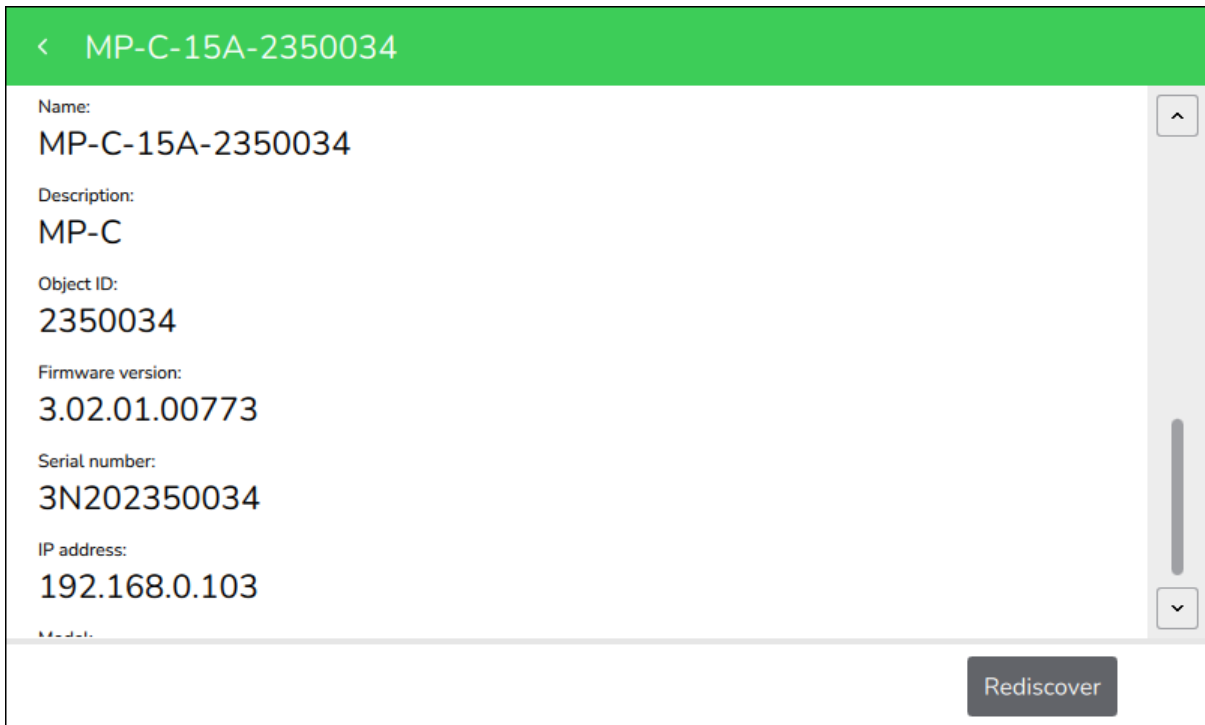 MP-C-15A-2350034
Name:
MP-C-15A-2350034
Description:
MP-C
Object ID:
2350034
Firmware version:
3.02.01.00773
Serial number:
3N202350034
IP address:
192.168.0.103
Model:
Rediscover